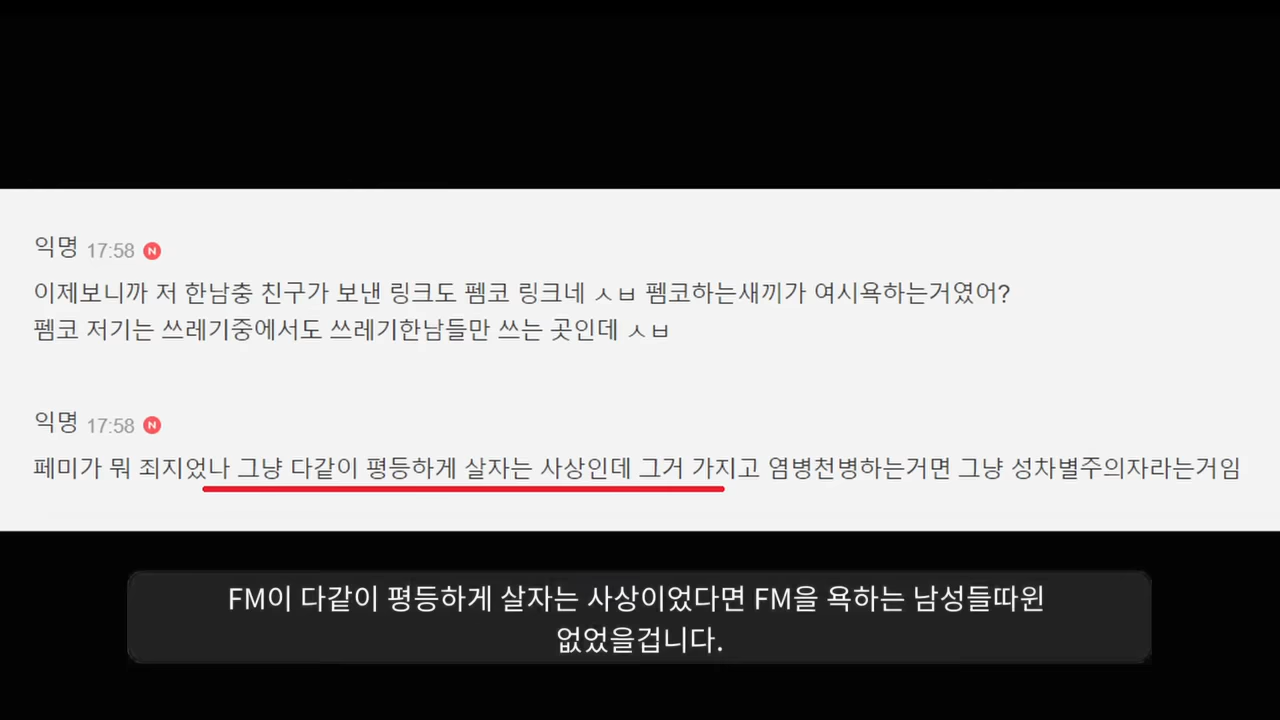 익명 17:58 N
이제보니까 저 한남충 친구가 보낸 링크도 펨코 링크네 ㅅㅂ 펨코하는새끼가 여시욕하는거였어?
펨코 저기는 쓰레기중에서도 쓰레기한남들만 쓰는 곳인데 ㅅㅂ
익명 17:58 N
페미가 뭐 죄지었나 그냥 다같이 평등하게 살자는 사상인데 그거 가지고 염병천병하는거면 그냥 성차별주의자라는거임
FM이 다같이 평등하게 살자는 사상이었다면 FM을 욕하는 남성들따윈
없었을겁니다.